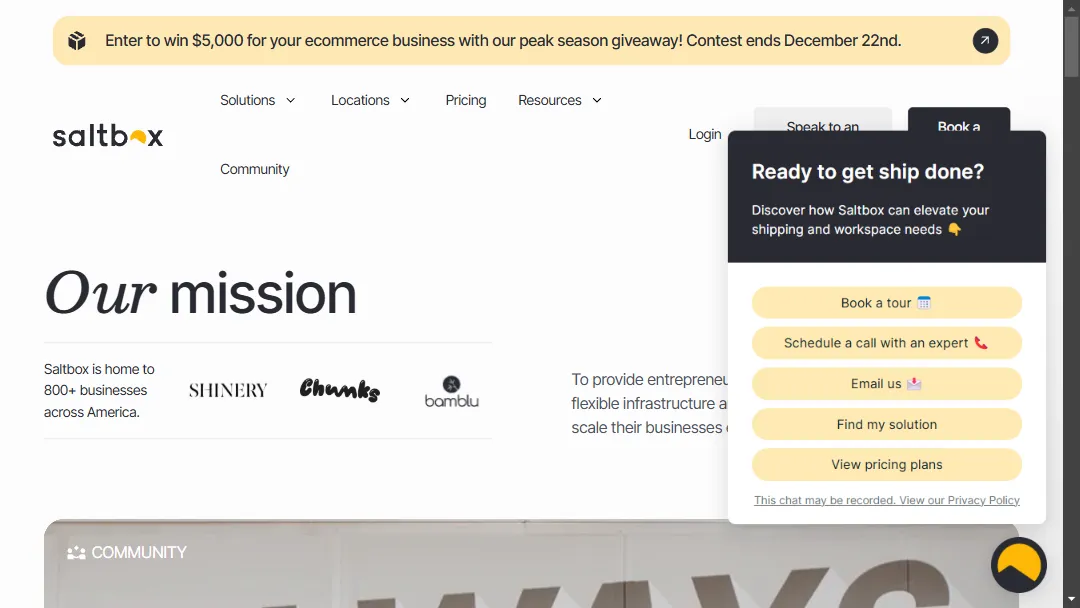 Enter to win $5,000 for your ecommerce business with our peak season giveaway! Contest ends December 22nd.
saltbox
Solutions
Locations
Pricing
Resources
Community
Login
Speak to an
Book a
Our mission
Saltbox is home to
800+ businesses
across America.
SHINERY
Chunks
bamblu
To provide
flexible infrastructure
scale their businesses
Ready to get ship done?
Discover how Saltbox can elevate your
shipping and workspace needs 👇
Book a tour 📅
Schedule a call with an expert 📞
Email us 📩
Find my solution
View pricing plans
This chat may be recorded. View our Privacy Policy
COMMUNITY